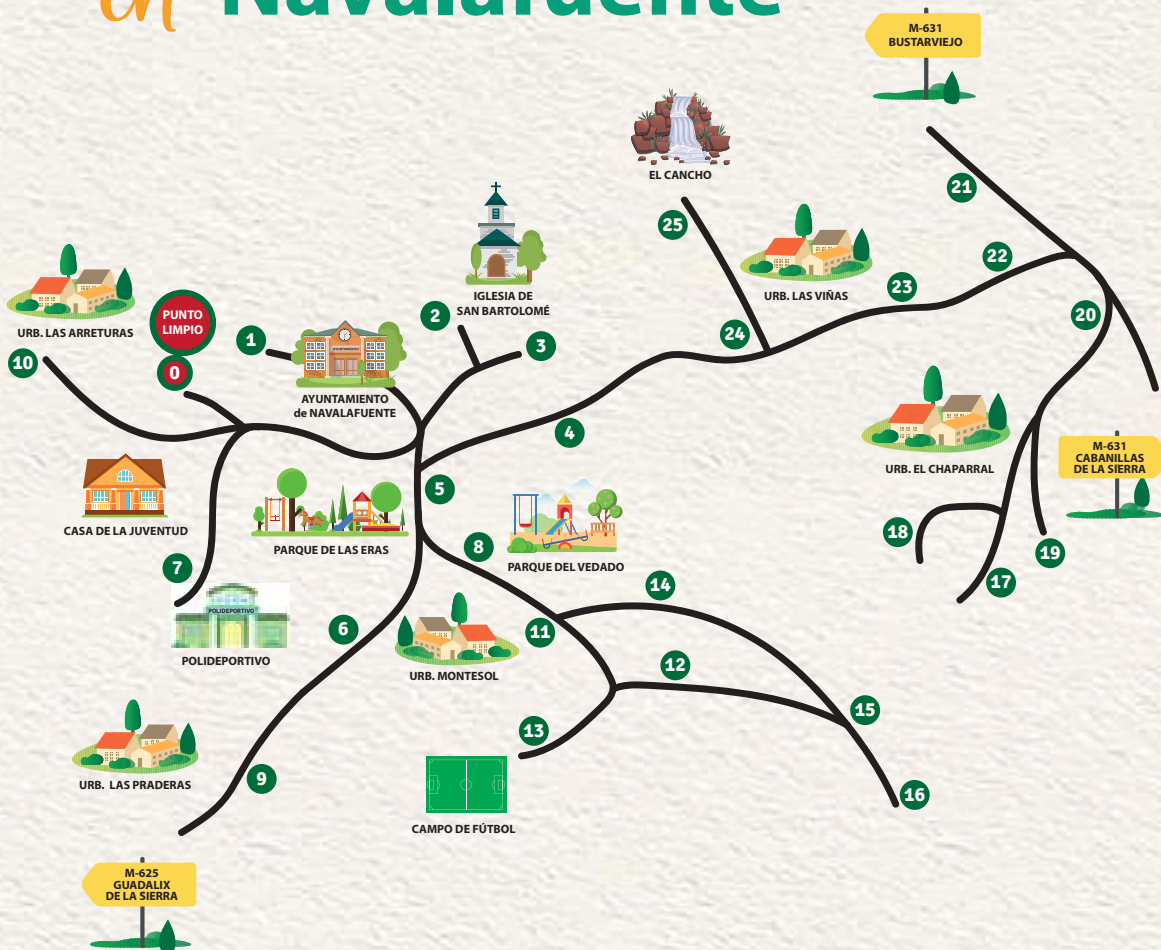 en Navalafuente
M-631
BUSTARVIEJO
EL CANCHO
21
25
IGLESIA DE
SAN BARTOLOMÉ
URB. LAS VIÑAS
22
23
URB. LAS ARRETURAS
PUNTO
LIMPIO
10
0
1
AYUNTAMIENTO
AYUNTAMIENTO
de NAVALAFUENTE
2
3
24
20
4
URB. EL CHAPARRAL
M-631
CABANILLAS
DE LA SIERRA
CASA DE LA JUVENTUD
5
PARQUE DE LAS ERAS
8
PARQUE DEL VEDADO
18
19
17
7
POLIDEPORTIVO
POLIDEPORTIVO
6
14
11
URB. MONTESOL
12
13
15
URB. LAS PRADERAS
9
16
CAMPO DE FÚTBOL
M-625
GUADALIX
DE LA SIERRA